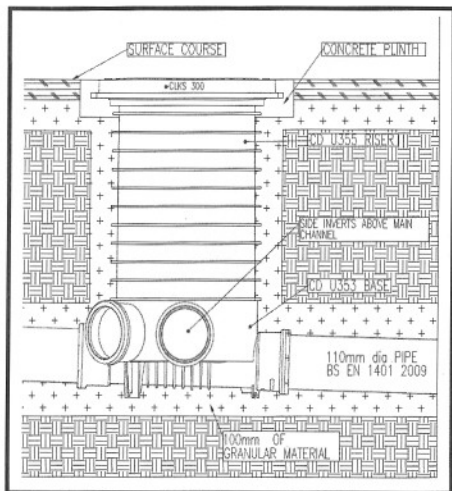 SURFACE COURSE
CONCRETE PLINTH
CLKS 300
CD U355 RISER
SIDE INVERTS ABOVE MAIN
CHANNEL
CD U353 BASE
110mm dia PIPE
BS EN 1401 2009
100mm OF
GRANULAR MATERIAL